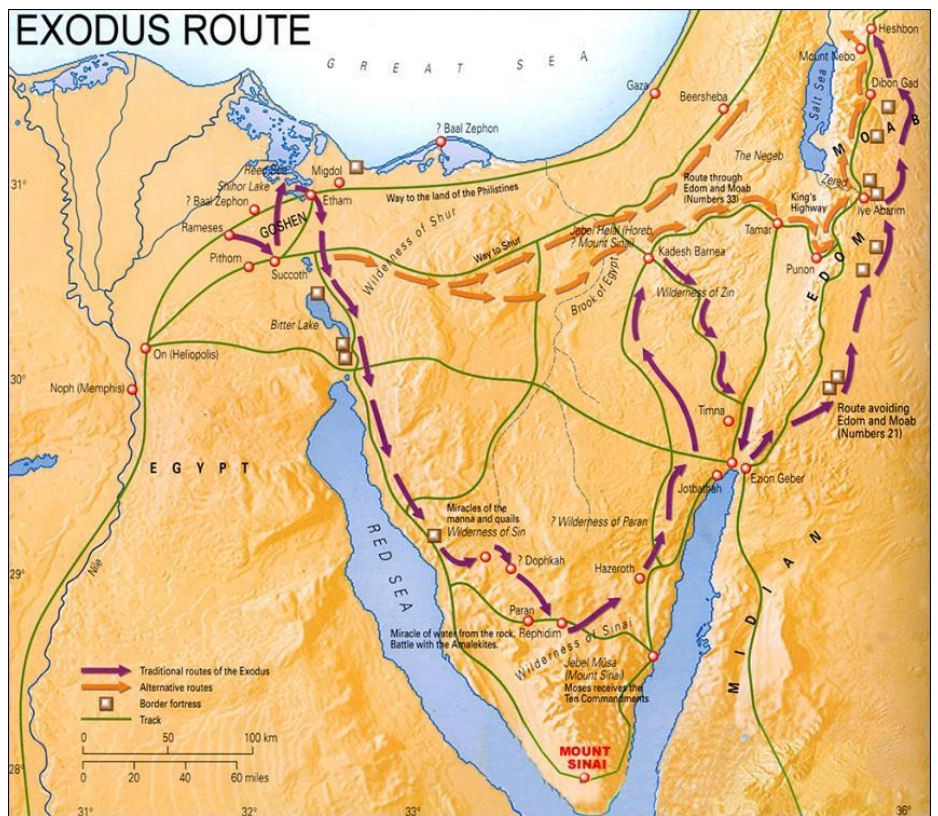 EXODUS ROUTE
GREAT SEA
Heshbon
Mount Nebo
Dibon Gad
Salt Sea
MOAB
Gaza
Beersheba
? Baal Zephon
The Negeb
Reed Sea
Migdol
Shihor Lake
Etham
Way to the land of the Philistines
Route through
Edom and Moab
(Numbers 33)
Zered
King's
Highway
Iye Abarim
31°
? Baal Zephon
GOSHEN
Rameses
Wilderness of Shur
Way to Shur
Jebel Helal (Horeb,
? Mount Sinai)
Tamar
Kadesh Barnea
Pithom
Succoth
Brook of Egypt
Wilderness of Zin
Punon
EDOM
Bitter Lake
On (Heliopolis)
30°
Noph (Memphis)
Timna
Route avoiding
Edom and Moab
(Numbers 21)
EGYPT
Jotbathah
Ezion Geber
Miracles of the
manna and quails
Wilderness of Sin
? Wilderness of Paran
RED SEA
Nile
29°
? Dophkah
Hazeroth
MIDIAN
Paran
Rephidim
Miracle of water from the rock.
Battle with the Amalekites.
Wilderness of Sinai
Jebel Mûsa
(Mount Sinai)
Moses receives the
Ten Commandments
Traditional routes of the Exodus
Alternative routes
Border fortress
Track
0 50 100 km
0 20 40 60 miles
MOUNT
SINAI
28°
31° 32° 33° 36°